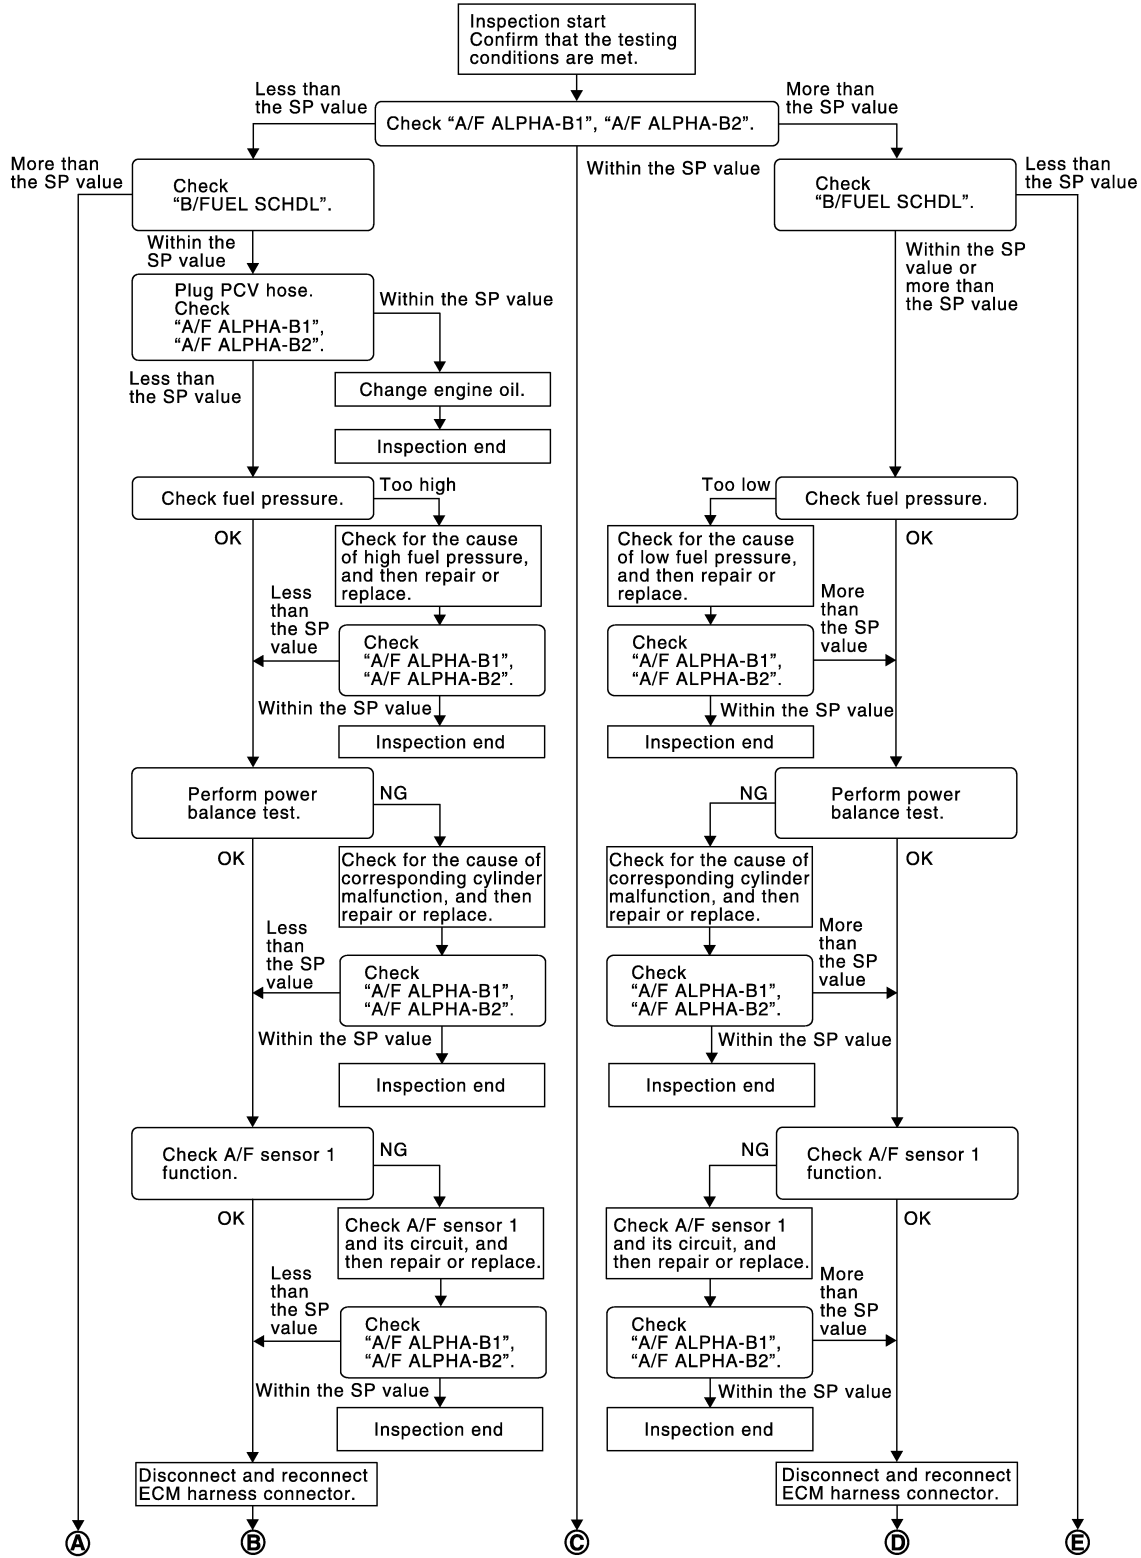 Inspection start
Confirm that the testing
conditions are met.
Less than
the SP value
More than
the SP value
Check “A/F ALPHA-B1”, “A/F ALPHA-B2”.
More than
the SP value
Within the SP value
Less than
the SP value
Check
“B/FUEL SCHDL”.
Check
“B/FUEL SCHDL”.
Within the
SP value
Within the SP
value or
more than
the SP value
Plug PCV hose.
Check
“A/F ALPHA-B1”,
“A/F ALPHA-B2”.
Within the SP value
Less than
the SP value
Change engine oil.
Inspection end
Check fuel pressure.
Too high
Too low
Check fuel pressure.
OK
OK
Check for the cause
of high fuel pressure,
and then repair or
replace.
Check for the cause
of low fuel pressure,
and then repair or
replace.
Less
than
the SP
value
More
than
the SP
value
Check
“A/F ALPHA-B1”,
“A/F ALPHA-B2”.
Check
“A/F ALPHA-B1”,
“A/F ALPHA-B2”.
Within the SP value
Within the SP value
Inspection end
Inspection end
Perform power
balance test.
NG
NG
Perform power
balance test.
OK
OK
Check for the cause of
corresponding cylinder
malfunction, and then
repair or replace.
Check for the cause of
corresponding cylinder
malfunction, and then
repair or replace.
Less
than
the SP
value
More
than
the SP
value
Check
“A/F ALPHA-B1”,
“A/F ALPHA-B2”.
Check
“A/F ALPHA-B1”,
“A/F ALPHA-B2”.
Within the SP value
Within the SP value
Inspection end
Inspection end
Check A/F sensor 1
function.
NG
NG
Check A/F sensor 1
function.
OK
OK
Check A/F sensor 1
and its circuit, and
then repair or replace.
Check A/F sensor 1
and its circuit, and
then repair or replace.
Less
than
the SP
value
More
than
the SP
value
Check
“A/F ALPHA-B1”,
“A/F ALPHA-B2”.
Check
“A/F ALPHA-B1”,
“A/F ALPHA-B2”.
Within the SP value
Within the SP value
Inspection end
Inspection end
Disconnect and reconnect
ECM harness connector.
Disconnect and reconnect
ECM harness connector.
A
B
C
D
E